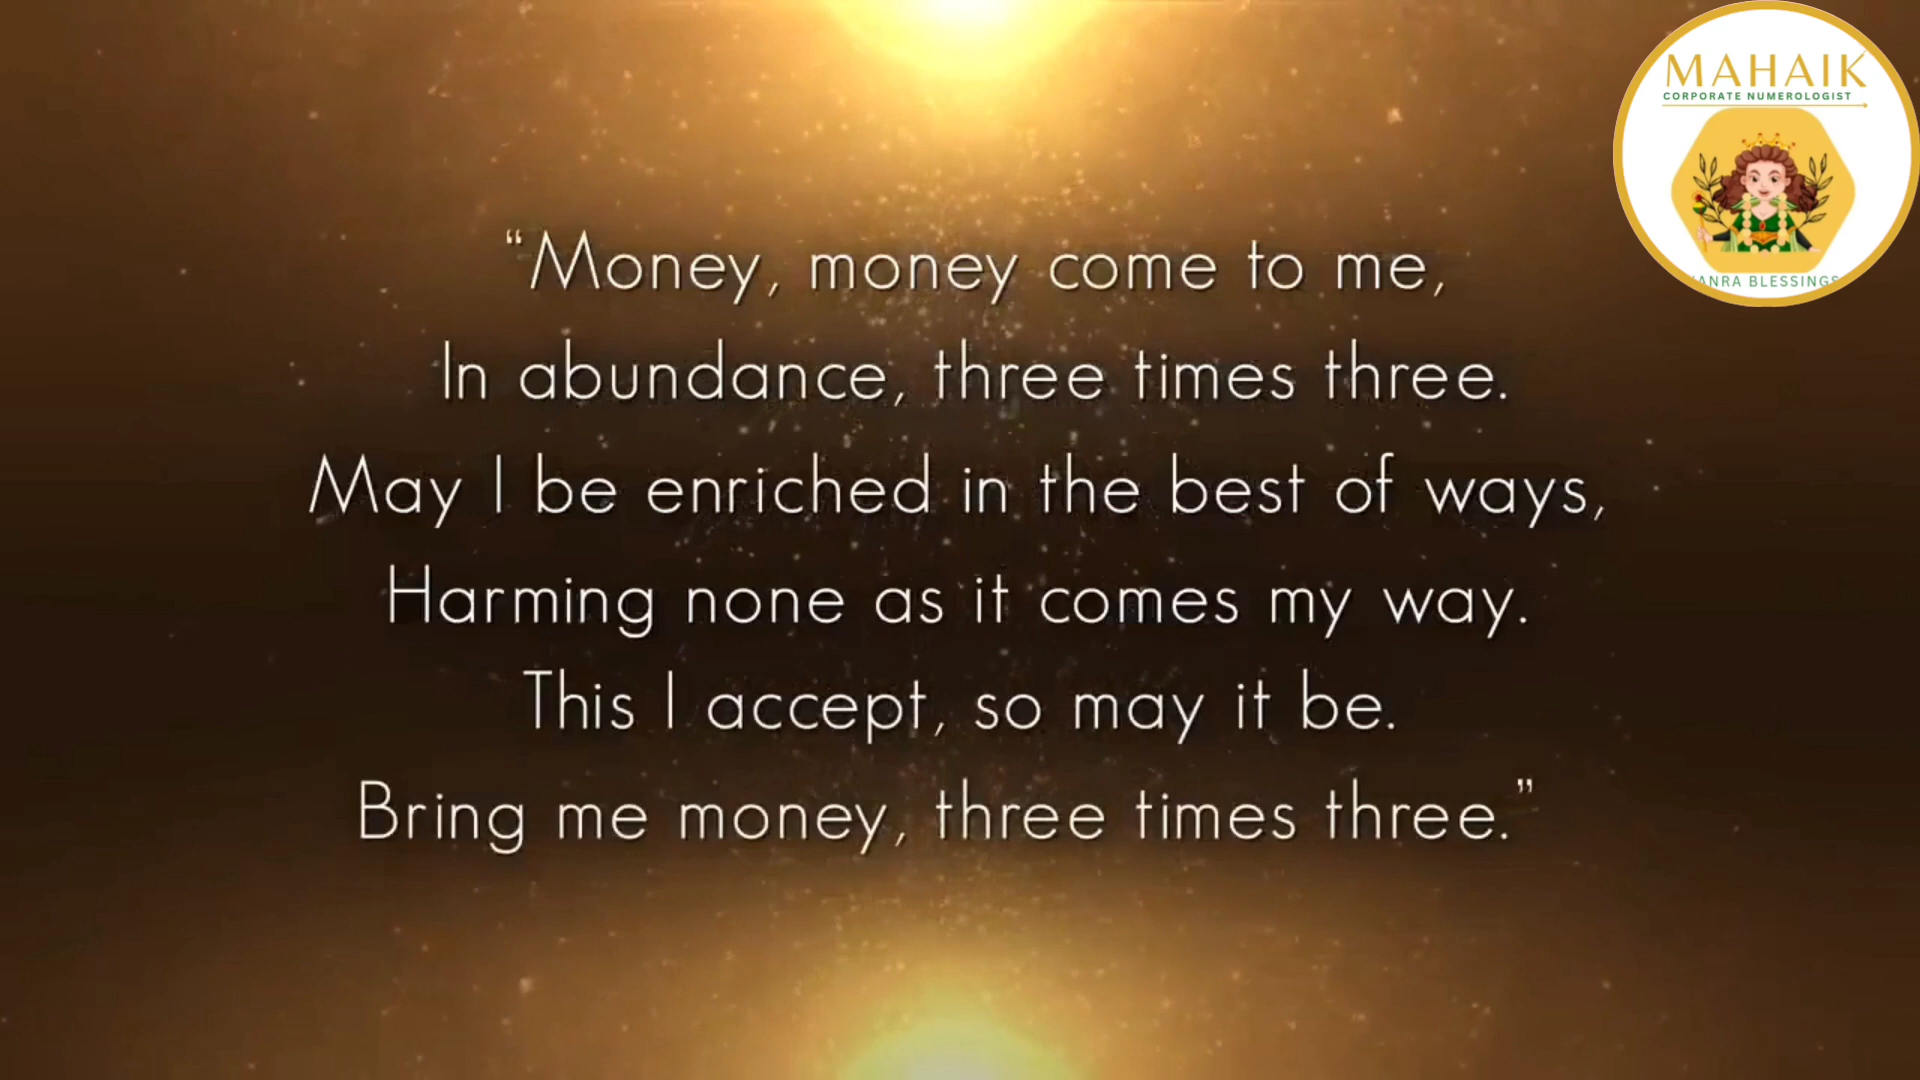 MAHAIK
CORPORATE NUMEROLOGIST
BLESSINGS
“Money, money come to me,
In abundance, three times three.
May I be enriched in the best of ways,
Harming none as it comes my way.
This I accept, so may it be.
Bring me money, three times three.”